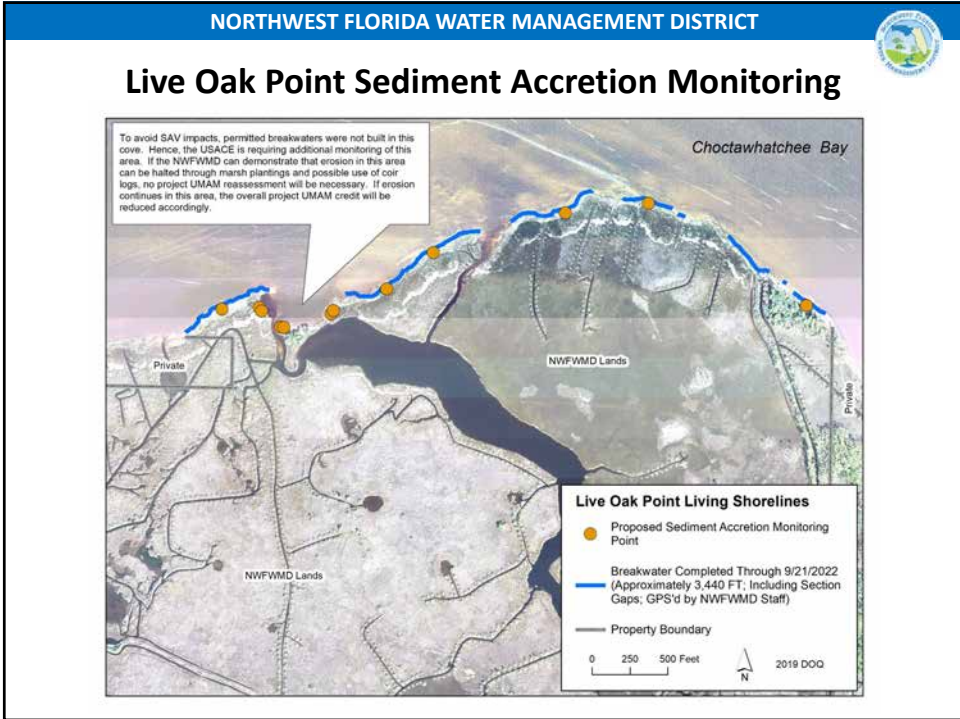 NORTHWEST FLORIDA WATER MANAGEMENT DISTRICT
Live Oak Point Sediment Accretion Monitoring
To avoid SAV impacts, permitted breakwaters were not built in this
cove. Hence, the USACE is requiring additional monitoring of this
area. If the NWFWMD can demonstrate that erosion in this area
can be halted through marsh plantings and possible use of coir
logs, no project UMAM reassessment will be necessary. If erosion
continues in this area, the overall project UMAM credit will be
reduced accordingly.
Choctawhatchee Bay
Private
NWFWMD Lands
Private
NWFWMD Lands
Live Oak Point Living Shorelines
Proposed Sediment Accretion Monitoring
Point
Breakwater Completed Through 9/21/2022
(Approximately 3,440 FT; Including Section
Gaps; GPS'd by NWFWMD Staff)
Property Boundary
0 250 500 Feet
N
2019 DOQ